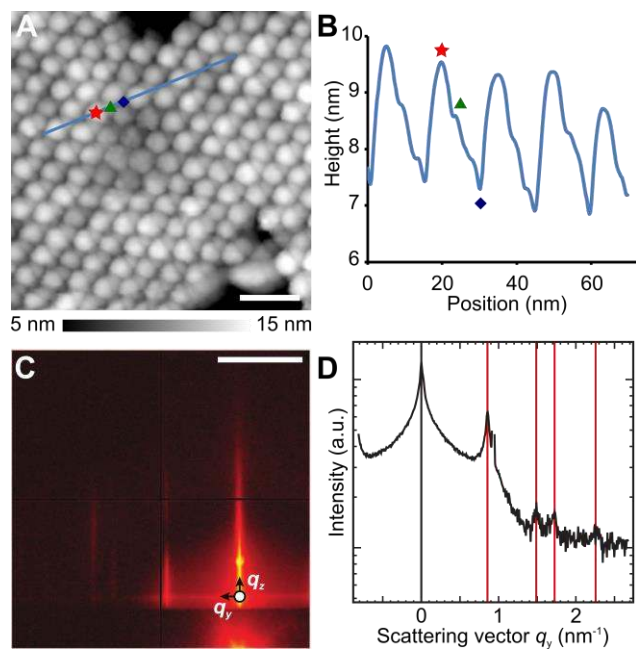 A
5 nm
15 nm
B
Height (nm)
10
9
8
7
6
0
20
40
60
Position (nm)
C
qz
qy
D
Intensity (a.u.)
0
1
2
Scattering vector qy (nm⁻¹)